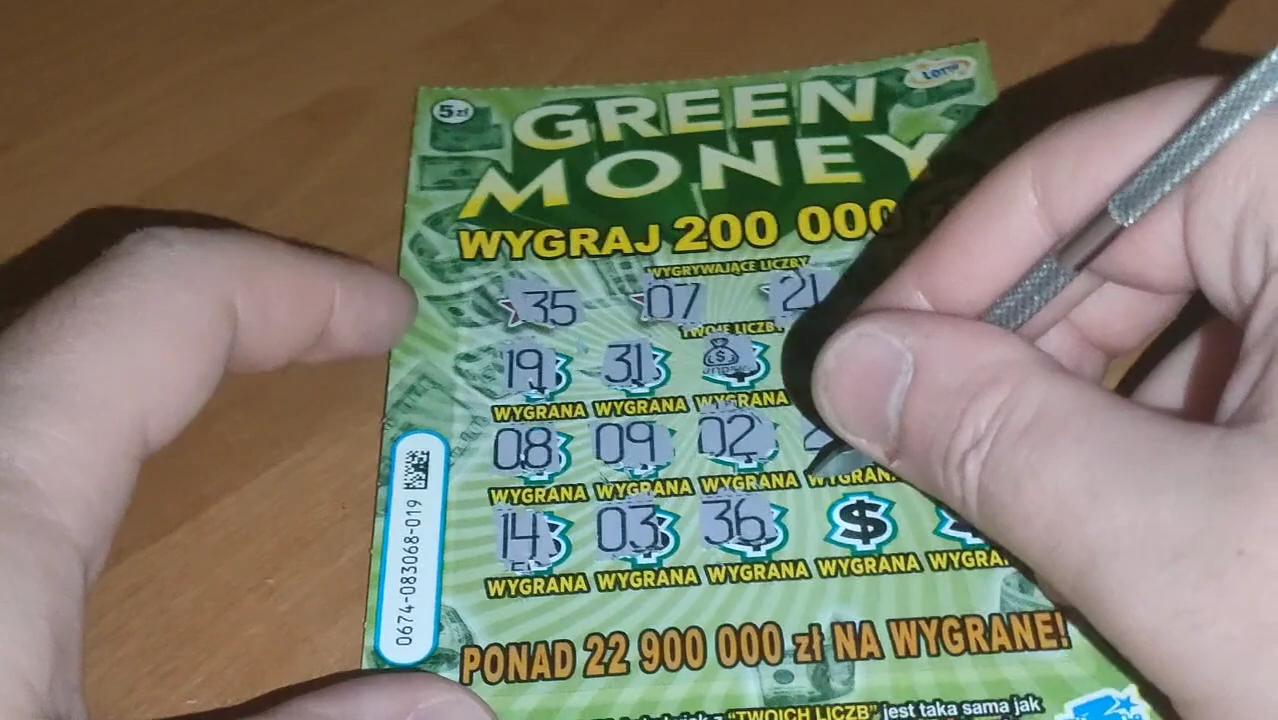 5 zł
LOTTO
GREEN
MONEY
WYGRAJ 200 000
WYGRYWAJĄCE LICZBY
35 07 21
TWOJE LICZBY
19 31 $
WYGRANA WYGRANA WYGRANA
08 09 02
WYGRANA WYGRANA WYGRANA WYGRANA
14 03 36 $
WYGRANA WYGRANA WYGRANA WYGRANA WYGRANA
0674-083068-019
PONAD 22 900 000 zł NA WYGRANE!
z "TWOICH LICZB" jest taka sama jak